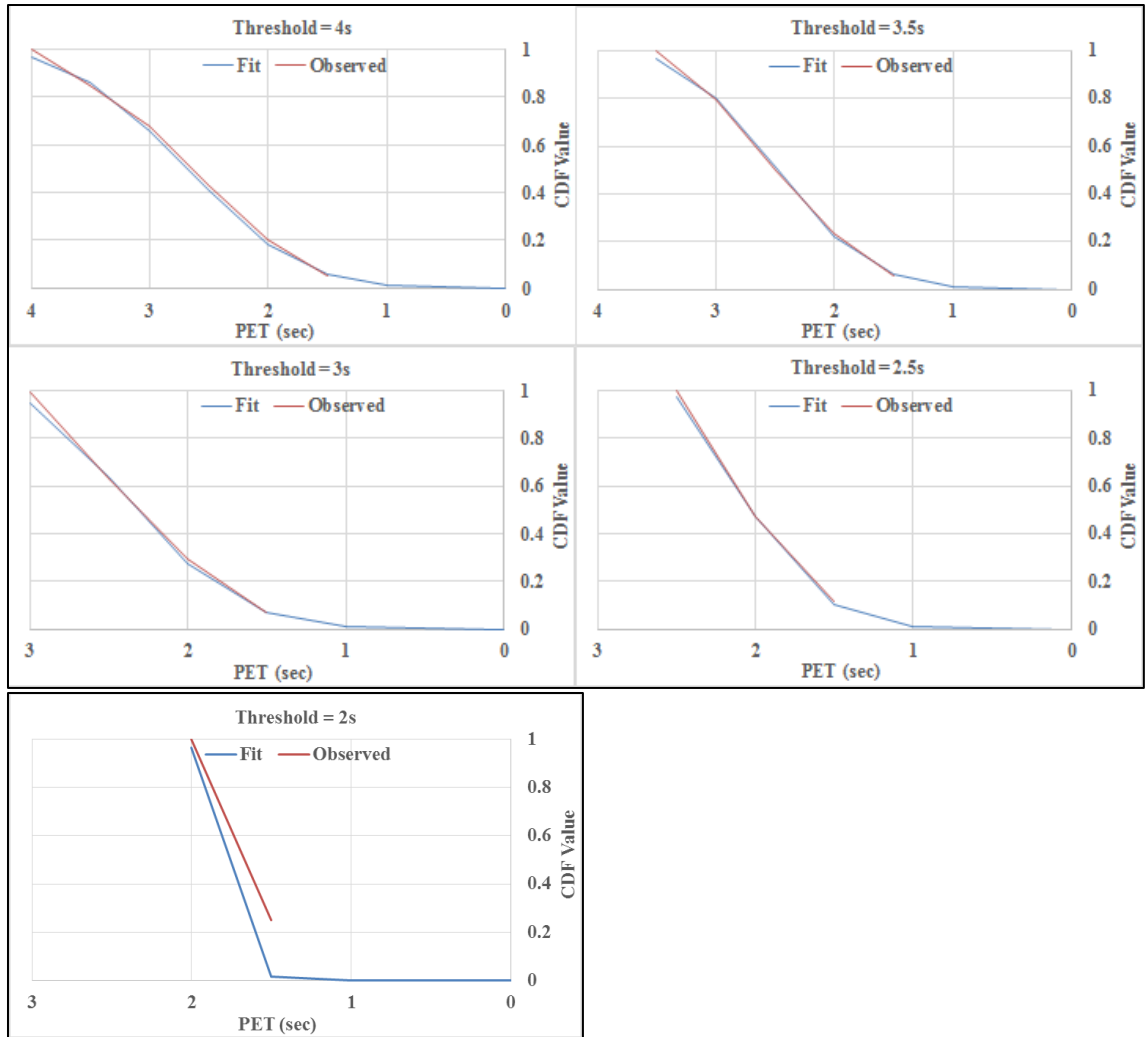 Threshold = 4s
Fit Observed
1
0.8
0.6
0.4
0.2
0
CDF Value
4 3 2 1 0
PET (sec)
Threshold = 3.5s
Fit Observed
1
0.8
0.6
0.4
0.2
0
CDF Value
4 3 2 1 0
PET (sec)
Threshold = 3s
Fit Observed
1
0.8
0.6
0.4
0.2
0
CDF Value
3 2 1 0
PET (sec)
Threshold = 2.5s
Fit Observed
1
0.8
0.6
0.4
0.2
0
CDF Value
3 2 1 0
PET (sec)
Threshold = 2s
Fit Observed
1
0.8
0.6
0.4
0.2
0
CDF Value
3 2 1 0
PET (sec)